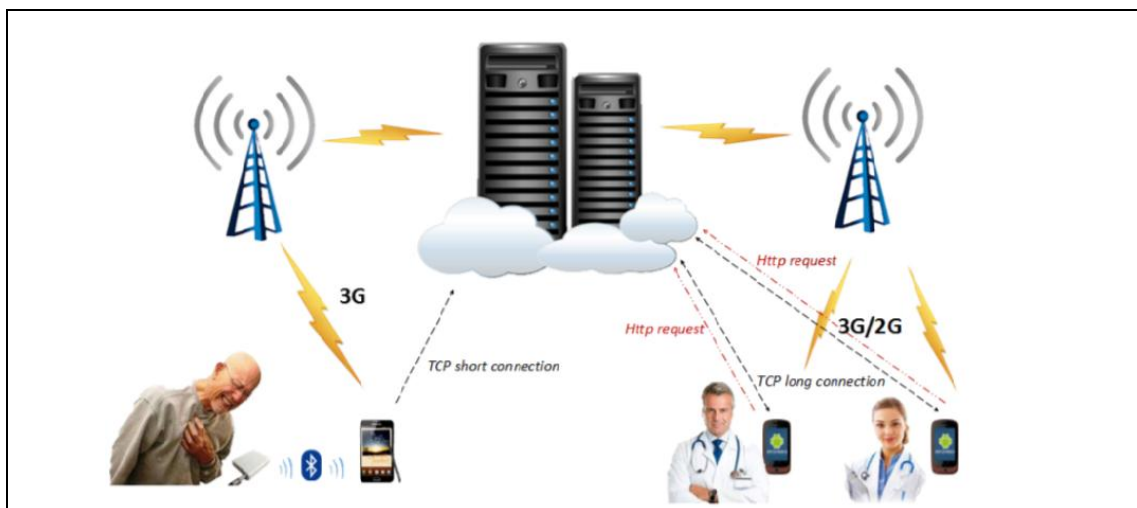 Http request
3G
Http request
3G/2G
TCP short connection
TCP long connection